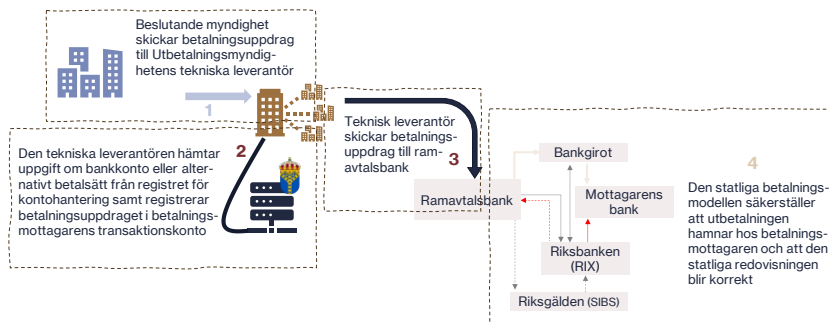 Beslutande myndighet
skickar betalningsuppdrag
till Utbetalningsmyndig-
hetens tekniska leverantör
1
2
Den tekniska leverantören hämtar
uppgift om bankkonto eller alter-
nativt betalsätt från registret för
kontohantering samt registrerar
betalningsuppdraget i betalnings-
mottagarens transaktionskonto
Teknisk leverantör
skickar betalnings-
uppdrag till ram-
avtalsbank
3
Ramavtalsbank
Bankgirot
Mottagarens
bank
Riksbanken
(RIX)
Riksgälden (SIBS)
4
Den statliga betalnings-
modellen säkerställer
att utbetalningen
hamnar hos betalnings-
mottagaren och att den
statliga redovisningen
blir korrekt